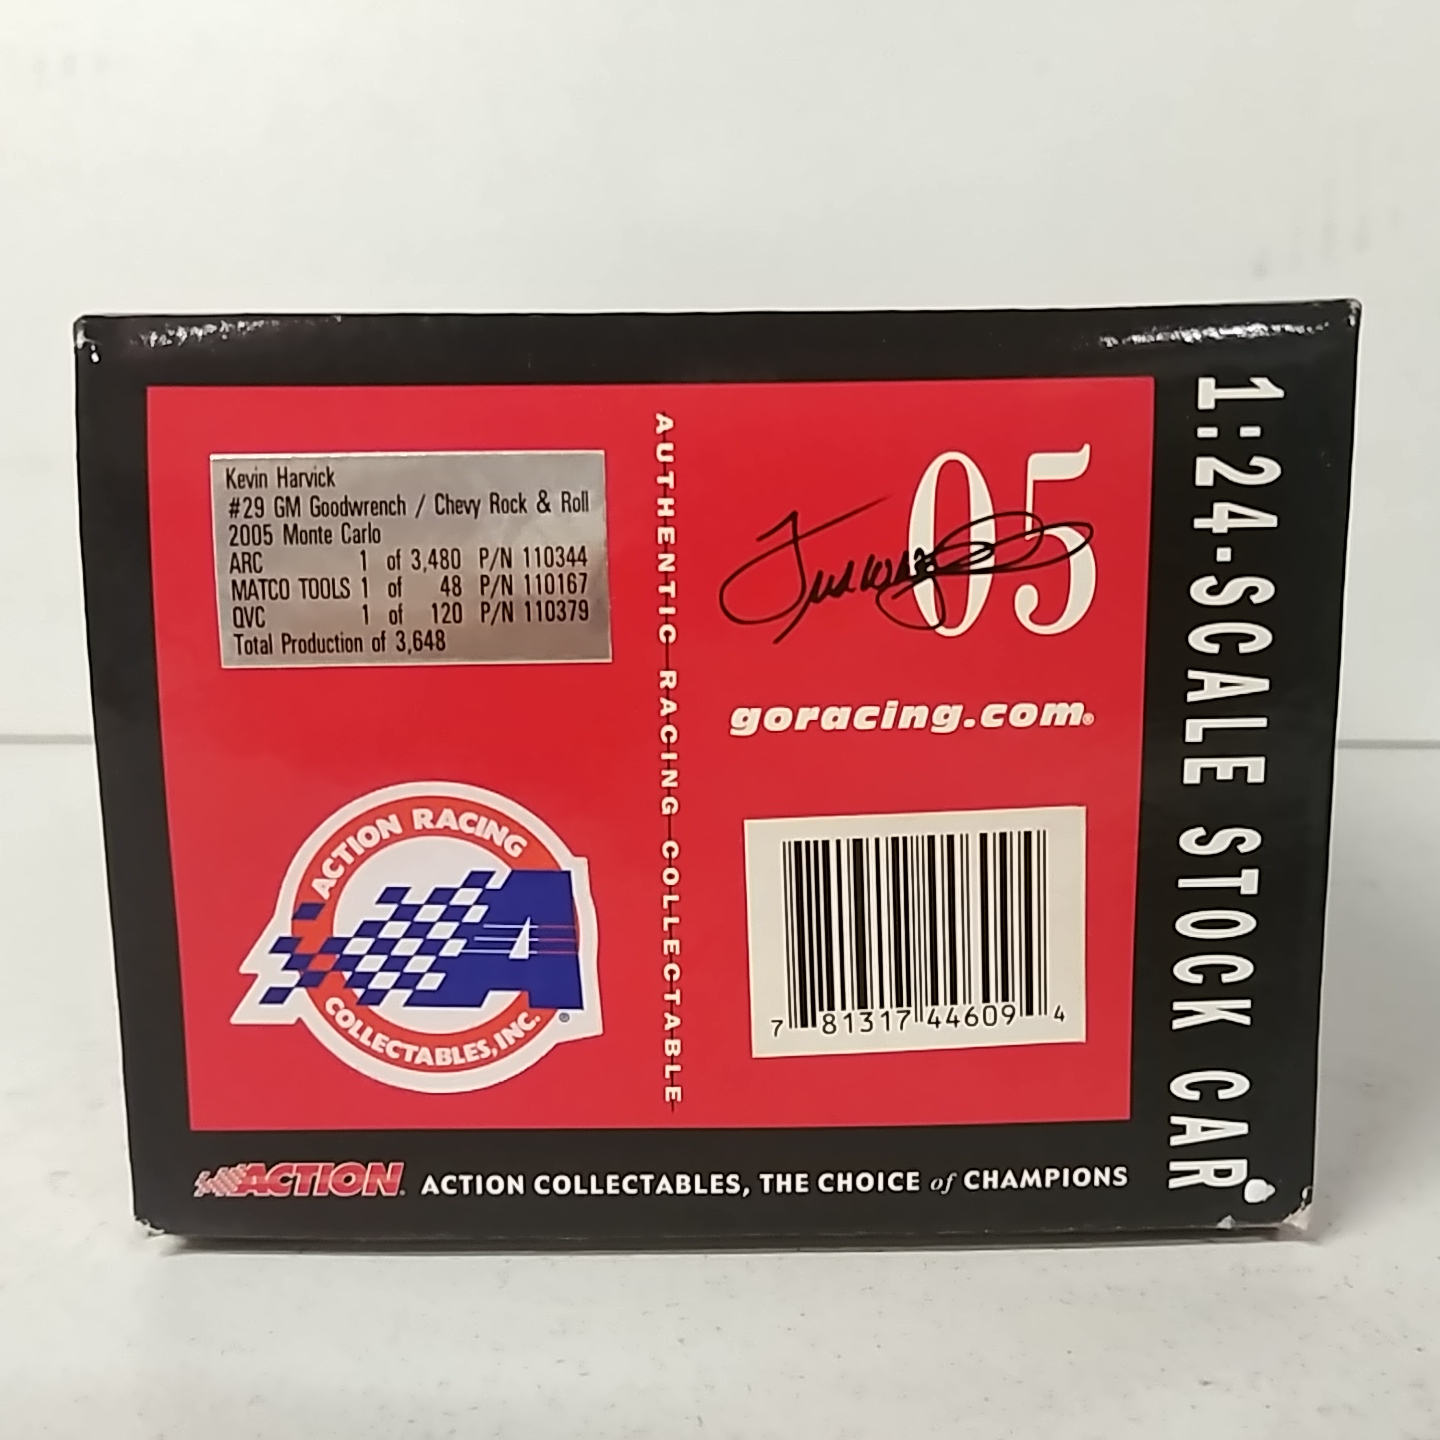 Kevin Harvick
#29 GM Goodwrench / Chevy Rock & Roll
2005 Monte Carlo
ARC 1 of 3,480 P/N 110344
MATCO TOOLS 1 of 48 P/N 110167
QVC 1 of 120 P/N 110379
Total Production of 3,648
ACTION RACING
COLLECTABLES, INC.
A
®
AUTHENTIC RACING COLLECTABLE
05
goracing.com®
7 81317 44609 4
1:24-SCALE STOCK CAR
ACTION® ACTION COLLECTABLES, THE CHOICE of CHAMPIONS